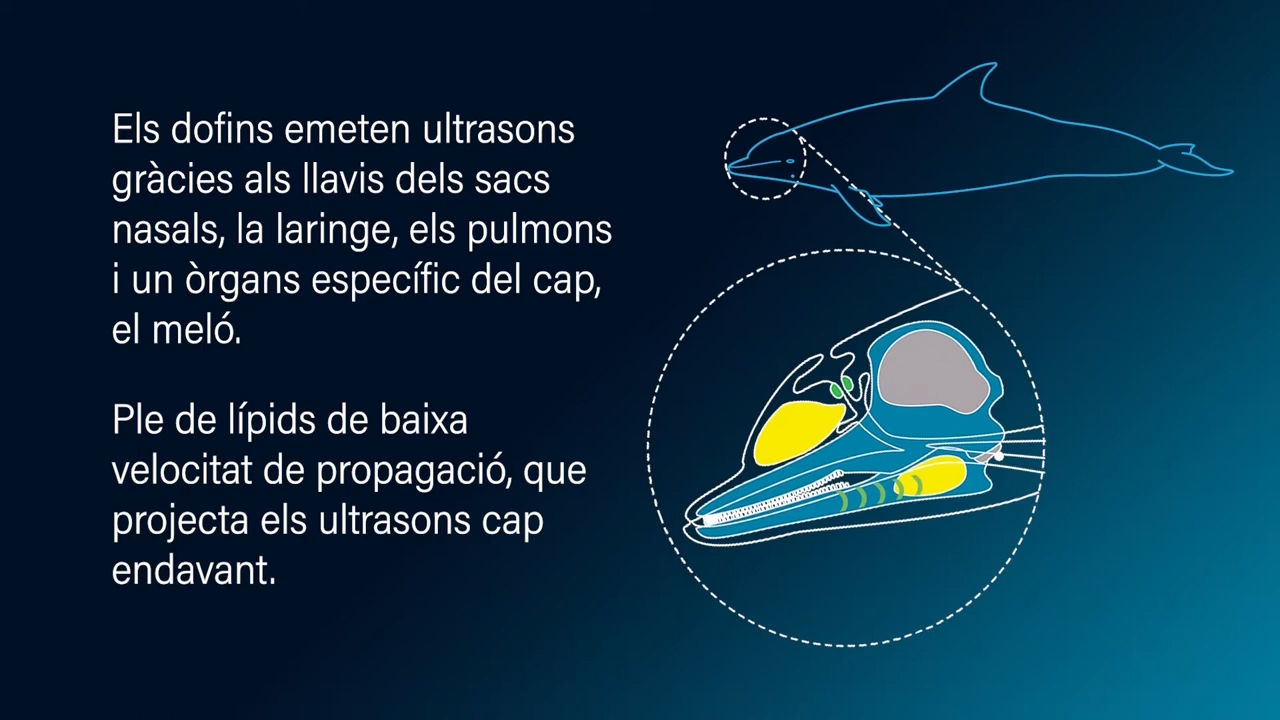 Els dofins emeten ultrasons
gràcies als llavis dels sacs
nasals, la laringe, els pulmons
i un òrgans específic del cap,
el meló.
Ple de lípids de baixa
velocitat de propagació, que
projecta els ultrasons cap
endavant.